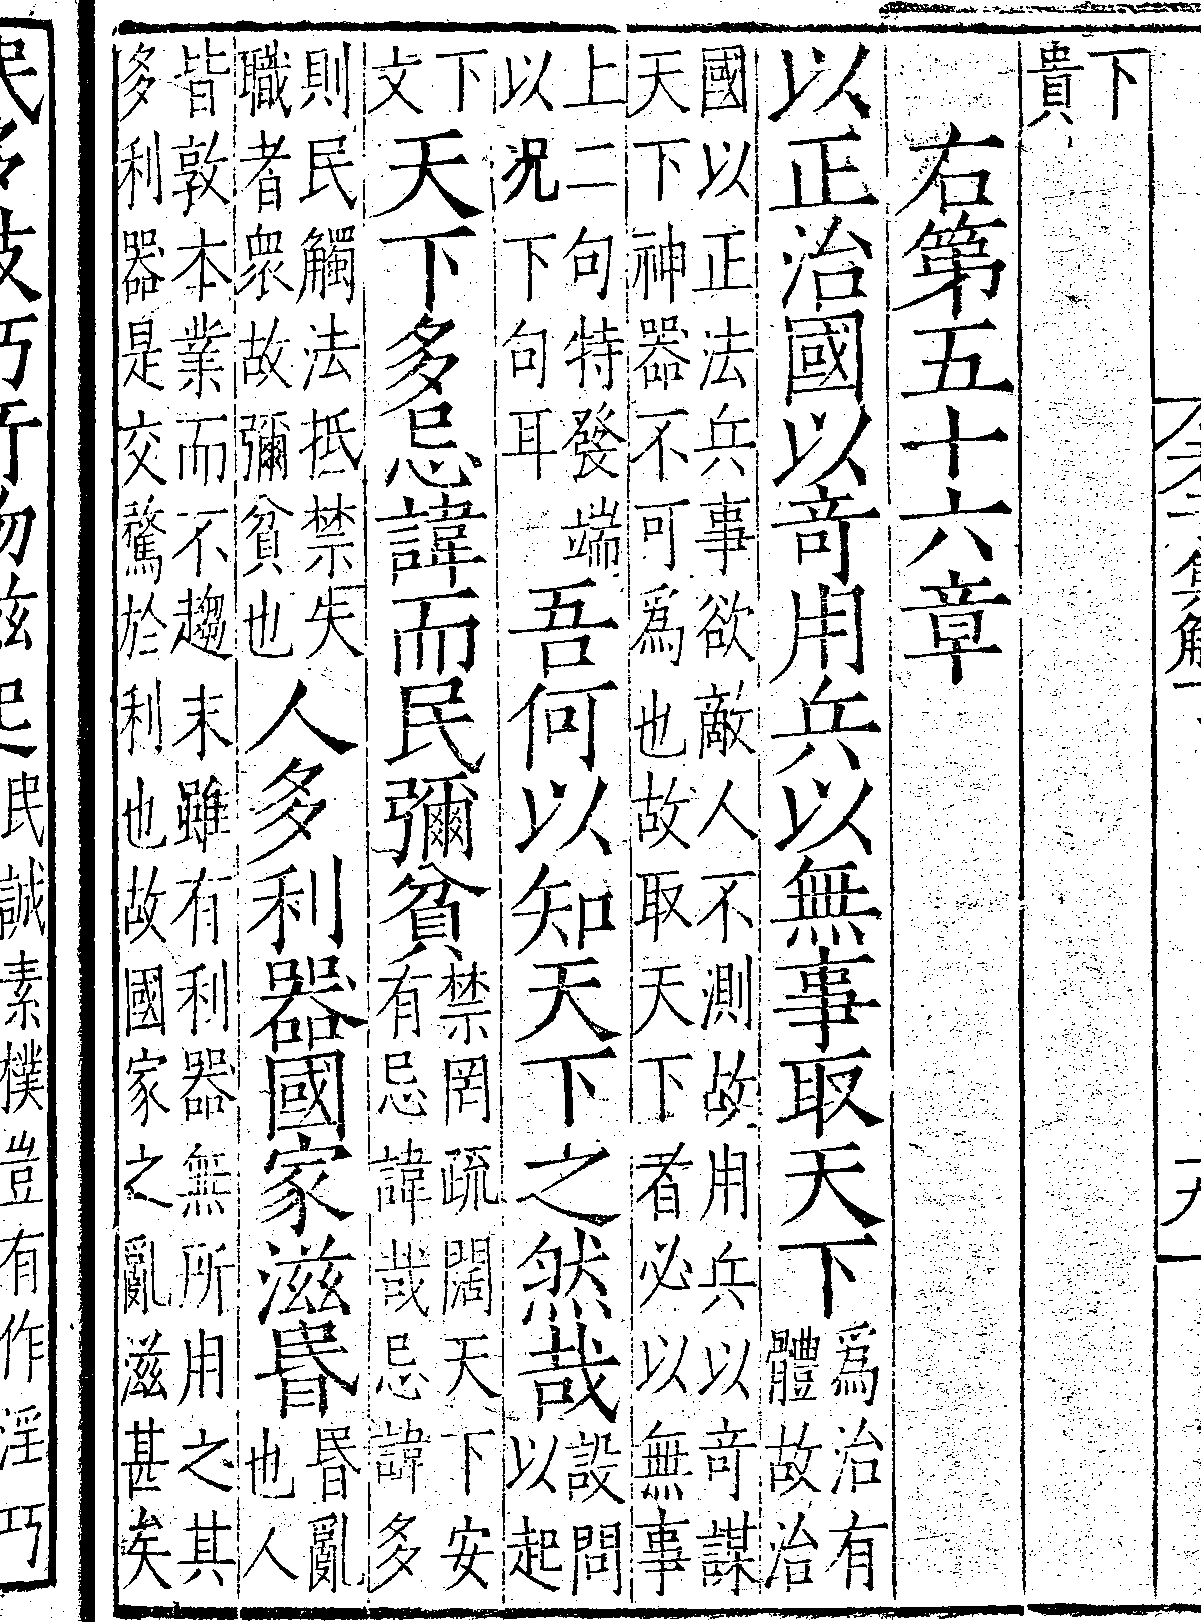 下
貴
右第五十六章
以正治國以竒用兵以無事取天下爲治有
體故治
國以正法兵事欲敵人不測故用兵以竒謀
天下神器不可爲也故取天下者必以無事
上二句特發端
以況下句耳
吾何以知天下之然哉設問
以起
下
文
天下多忌諱而民彌貧禁罔疏闊天下安
有忌諱哉忌諱多
則民觸法抵禁失
職者衆故彌貧也
人多利器國家滋昬昬亂
也人
皆敦本業而不趨末雖有利器無所用之其
多利器是交騖於利也故國家之亂滋甚矣
民多技巧竒物滋起民誠素樸豈有作淫巧